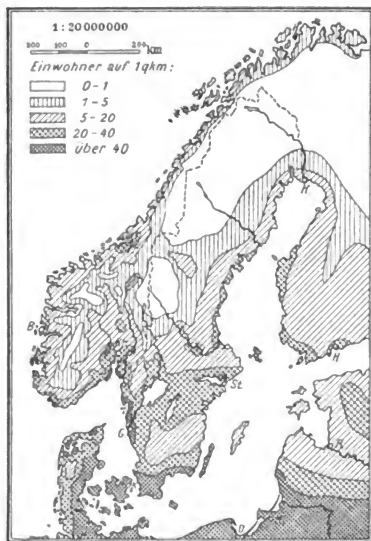 1:20000000
200 100 0 200 km
Einwohner auf 1qkm:
0-1
1-5
5-20
20-40
über 40
H
B
H
St.
G
R
D